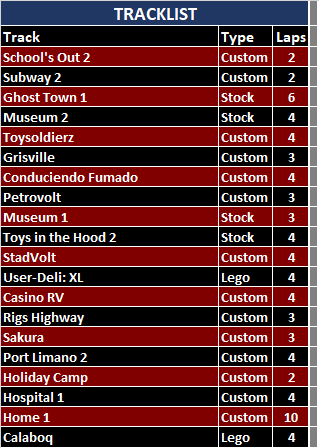 TRACKLIST
Track Type Laps
School's Out 2 Custom 2
Subway 2 Custom 2
Ghost Town 1 Stock 6
Museum 2 Stock 4
Toysoldierz Custom 4
Grisville Custom 3
Conduciendo Fumado Custom 4
Petrovolt Custom 3
Museum 1 Stock 3
Toys in the Hood 2 Stock 4
StadVolt Custom 4
User-Deli: XL Lego 4
Casino RV Custom 4
Rigs Highway Custom 3
Sakura Custom 3
Port Limano 2 Custom 4
Holiday Camp Custom 2
Hospital 1 Custom 4
Home 1 Custom 10
Calaboq Lego 4